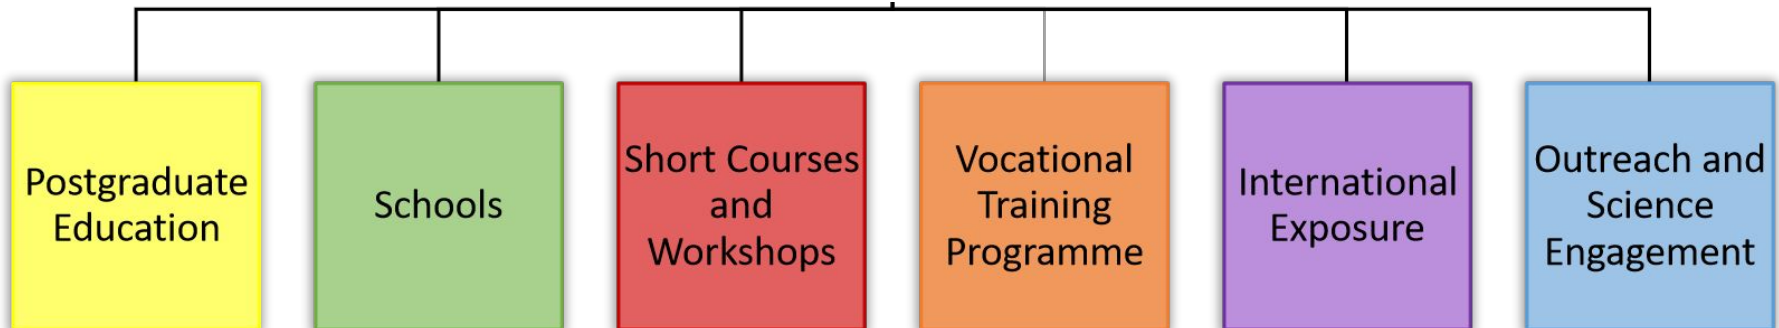 Postgraduate
Education
Schools
Short Courses
and
Workshops
Vocational
Training
Programme
International
Exposure
Outreach and
Science
Engagement